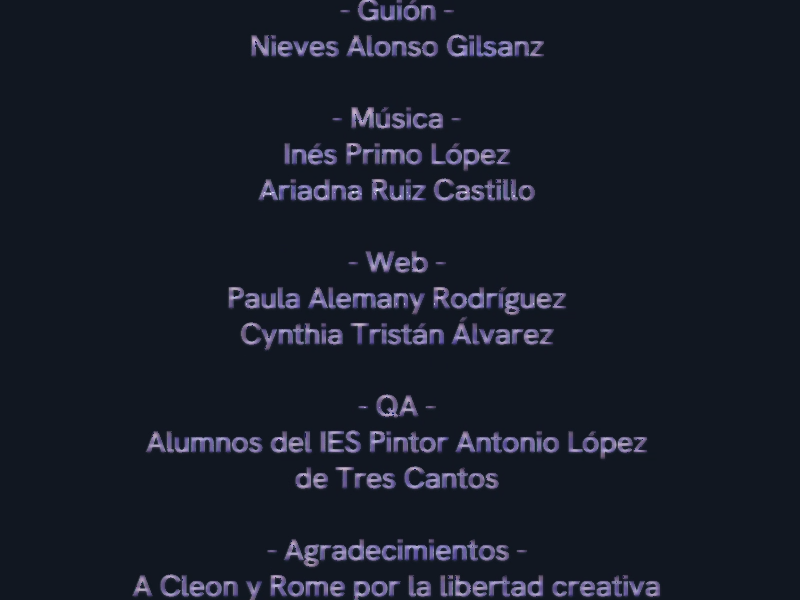 - Guión -
Nieves Alonso Gilsanz
- Música -
Inés Primo López
Ariadna Ruiz Castillo
- Web -
Paula Alemany Rodríguez
Cynthia Tristán Álvarez
- QA -
Alumnos del IES Pintor Antonio López
de Tres Cantos
- Agradecimientos -
A Cleon y Rome por la libertad creativa